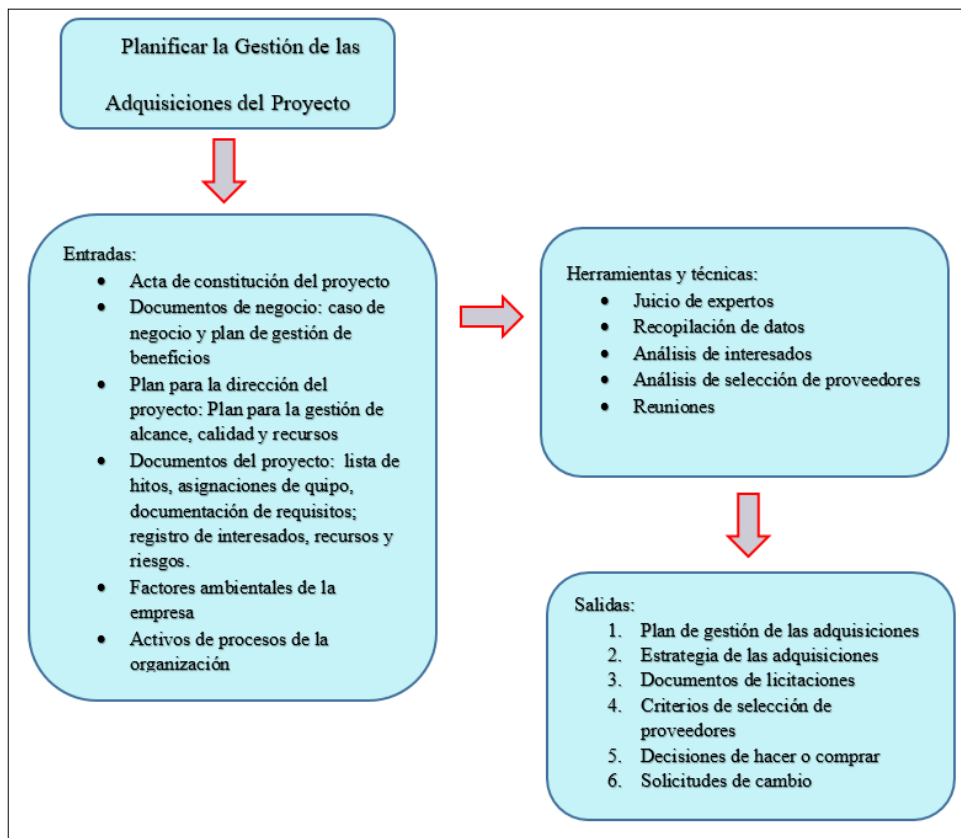 Planificar la Gestión de las
Adquisiciones del Proyecto
Entradas:
• Acta de constitución del proyecto
• Documentos de negocio: caso de
negocio y plan de gestión de
beneficios
• Plan para la dirección del
proyecto: Plan para la gestión de
alcance, calidad y recursos
• Documentos del proyecto: lista de
hitos, asignaciones de quipo,
documentación de requisitos;
registro de interesados, recursos y
riesgos.
• Factores ambientales de la
empresa
• Activos de procesos de la
organización
Herramientas y técnicas:
• Juicio de expertos
• Recopilación de datos
• Análisis de interesados
• Análisis de selección de proveedores
• Reuniones
Salidas:
1. Plan de gestión de las adquisiciones
2. Estrategia de las adquisiciones
3. Documentos de licitaciones
4. Criterios de selección de
proveedores
5. Decisiones de hacer o comprar
6. Solicitudes de cambio